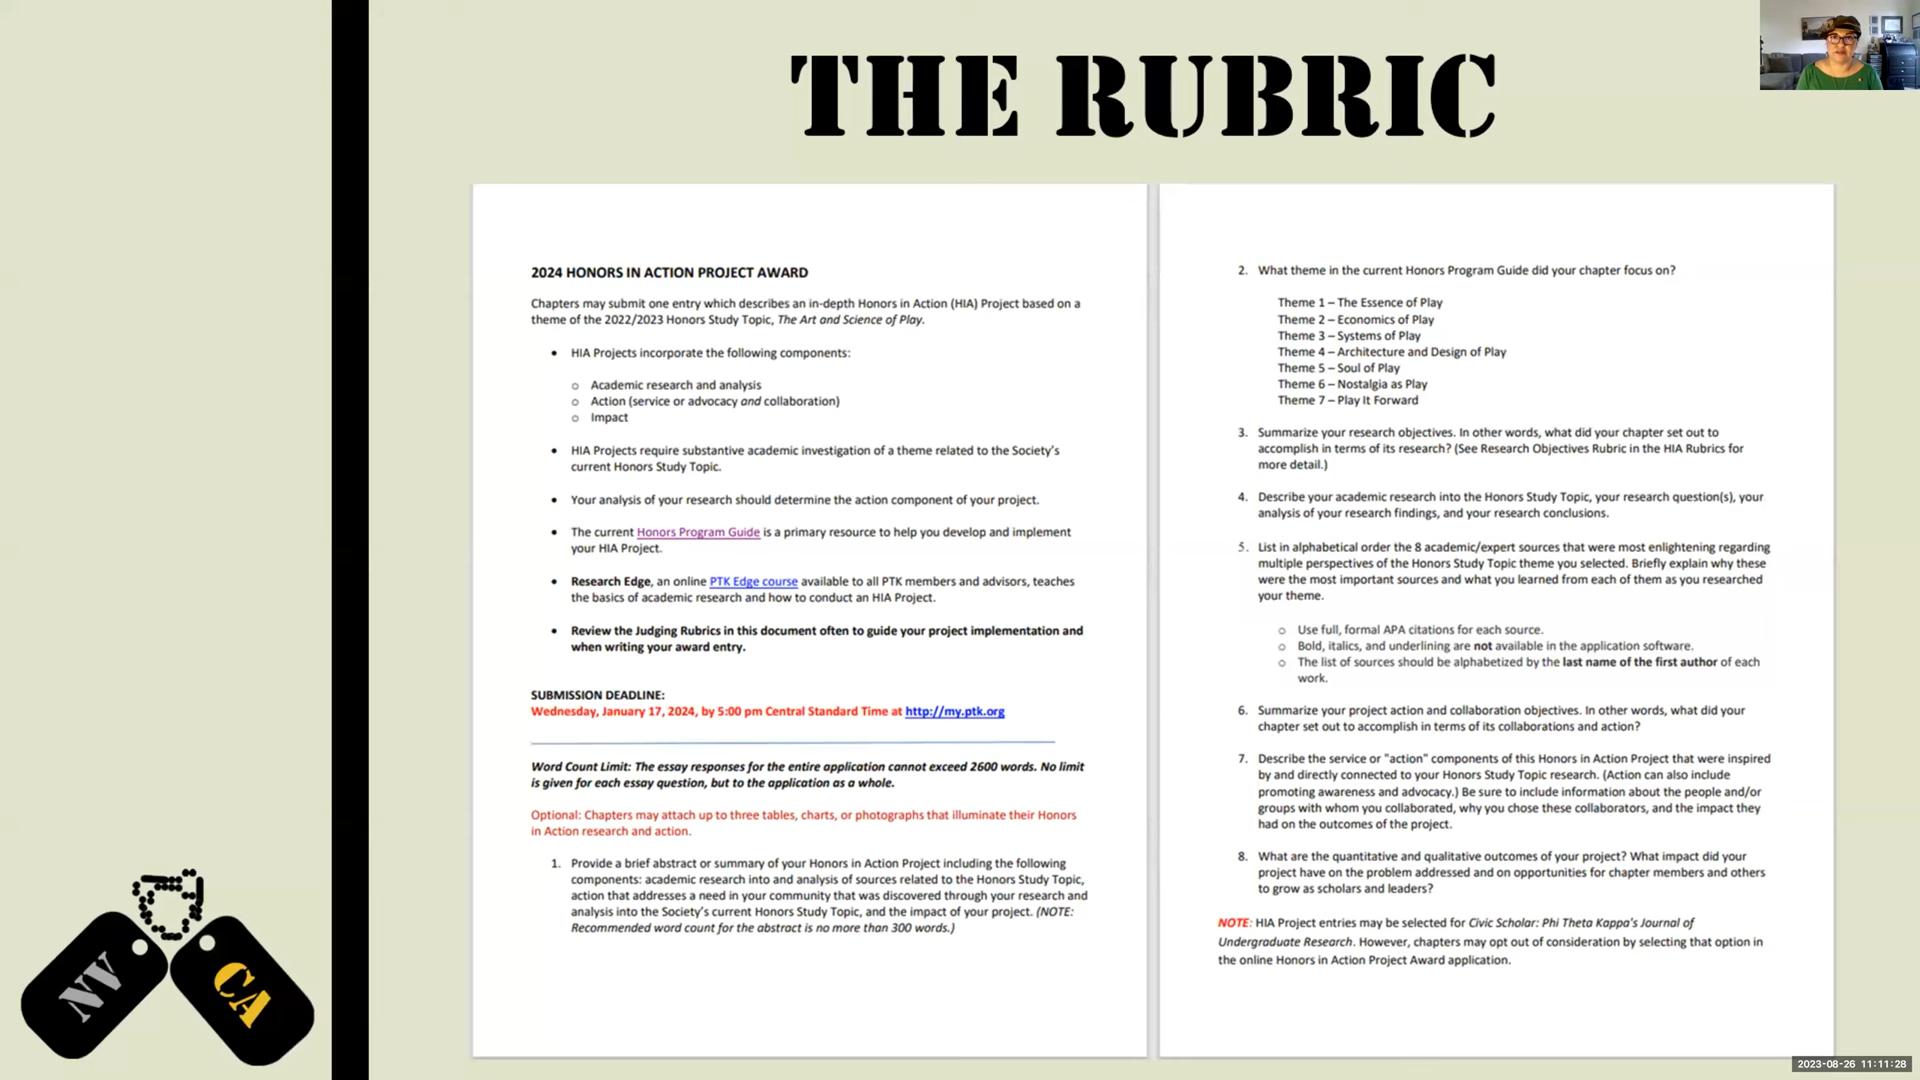 THE RUBRIC
2024 HONORS IN ACTION PROJECT AWARD
Chapters may submit one entry which describes an in-depth Honors in Action (HIA) Project based on a
theme of the 2022/2023 Honors Study Topic, The Art and Science of Play.
• HIA Projects incorporate the following components:
o Academic research and analysis
o Action (service or advocacy and collaboration)
o Impact
• HIA Projects require substantive academic investigation of a theme related to the Society's
current Honors Study Topic.
• Your analysis of your research should determine the action component of your project.
• The current Honors Program Guide is a primary resource to help you develop and implement
your HIA Project.
• Research Edge, an online PTK Edge course available to all PTK members and advisors, teaches
the basics of academic research and how to conduct an HIA Project.
• Review the Judging Rubrics in this document often to guide your project implementation and
when writing your award entry.
SUBMISSION DEADLINE:
Wednesday, January 17, 2024, by 5:00 pm Central Standard Time at http://my.ptk.org
Word Count Limit: The essay responses for the entire application cannot exceed 2600 words. No limit
is given for each essay question, but to the application as a whole.
Optional: Chapters may attach up to three tables, charts, or photographs that illuminate their Honors
in Action research and action.
1. Provide a brief abstract or summary of your Honors in Action Project including the following
components: academic research into and analysis of sources related to the Honors Study Topic,
action that addresses a need in your community that was discovered through your research and
analysis into the Society's current Honors Study Topic, and the impact of your project. (NOTE:
Recommended word count for the abstract is no more than 300 words.)
2. What theme in the current Honors Program Guide did your chapter focus on?
Theme 1 – The Essence of Play
Theme 2 – Economics of Play
Theme 3 – Systems of Play
Theme 4 – Architecture and Design of Play
Theme 5 – Soul of Play
Theme 6 – Nostalgia as Play
Theme 7 – Play It Forward
3. Summarize your research objectives. In other words, what did your chapter set out to
accomplish in terms of its research? (See Research Objectives Rubric in the HIA Rubrics for
more detail.)
4. Describe your academic research into the Honors Study Topic, your research question(s), your
analysis of your research findings, and your research conclusions.
5. List in alphabetical order the 8 academic/expert sources that were most enlightening regarding
multiple perspectives of the Honors Study Topic theme you selected. Briefly explain why these
were the most important sources and what you learned from each of them as you researched
your theme.
o Use full, formal APA citations for each source.
o Bold, italics, and underlining are not available in the application software.
o The list of sources should be alphabetized by the last name of the first author of each
work.
6. Summarize your project action and collaboration objectives. In other words, what did your
chapter set out to accomplish in terms of its collaborations and action?
7. Describe the service or "action" components of this Honors in Action Project that were inspired
by and directly connected to your Honors Study Topic research. (Action can also include
promoting awareness and advocacy.) Be sure to include information about the people and/or
groups with whom you collaborated, why you chose these collaborators, and the impact they
had on the outcomes of the project.
8. What are the quantitative and qualitative outcomes of your project? What impact did your
project have on the problem addressed and on opportunities for chapter members and others
to grow as scholars and leaders?
NOTE: HIA Project entries may be selected for Civic Scholar: Phi Theta Kappa's Journal of
Undergraduate Research. However, chapters may opt out of consideration by selecting that option in
the online Honors in Action Project Award application.
NV
CA
2023-08-26 11:11:28